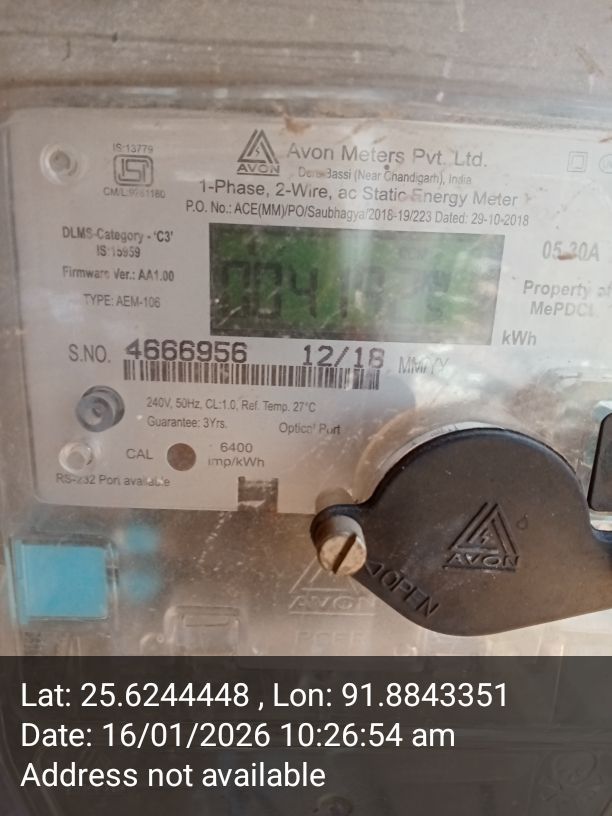 IS:13779
CM/L:9761160
AVON
Avon Meters Pvt. Ltd.
Dera Bassi (Near Chandigarh), India
1-Phase, 2-Wire, ac Static Energy Meter
P.O. No.: ACE(MM)/PO/Saubhagya/2018-19/223 Dated: 29-10-2018
DLMS-Category - 'C3'
IS:15959
Firmware Ver.: AA1.00
TYPE: AEM-106
05-30A
Property of
MePDCL
kWh
S.NO. 4666956 12/18 MM/YY
240V, 50Hz, CL:1.0, Ref. Temp. 27°C
Guarantee: 3Yrs.
Optical Port
CAL
6400
imp/kWh
RS-232 Port available
AVON
OPEN
AVON
Lat: 25.6244448 , Lon: 91.8843351
Date: 16/01/2026 10:26:54 am
Address not available